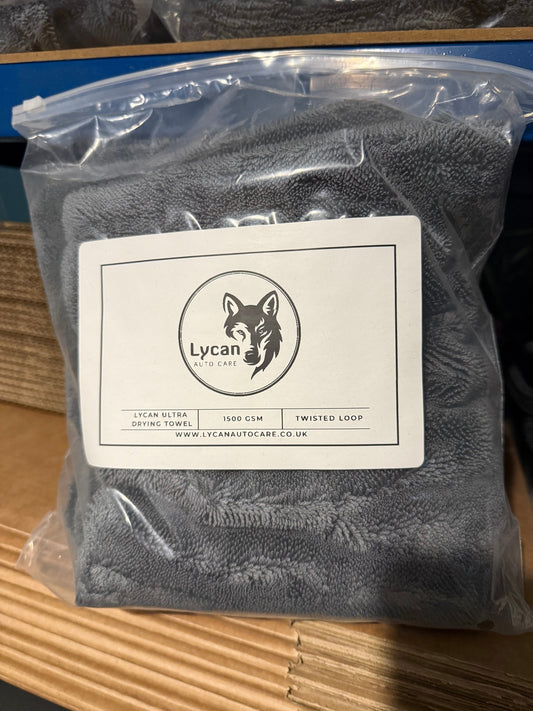 Lycan
AUTO CARE
LYCAN ULTRA
DRYING TOWEL
1500 GSM
TWISTED LOOP
WWW.LYCANAUTOCARE.CO.UK